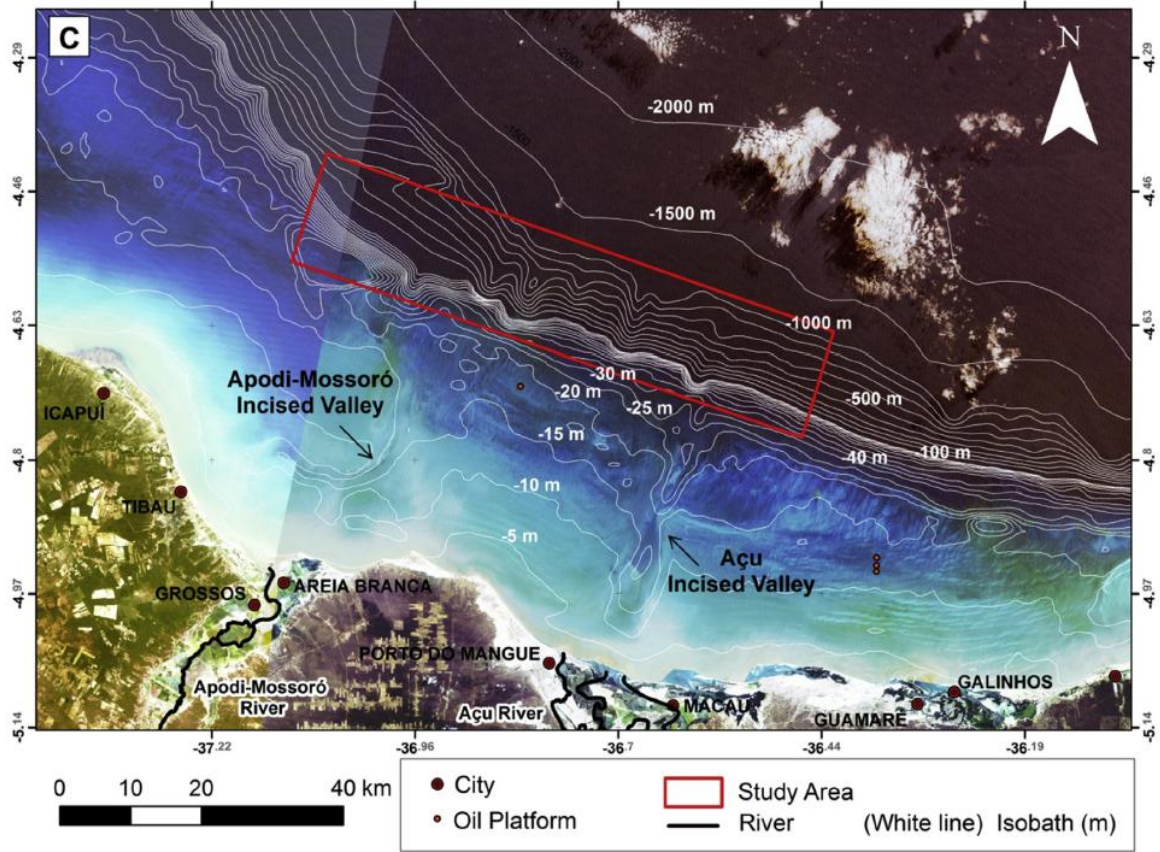 C
N
-4.29
-4.46
-4.63
-4.8
-4.97
-5.14
-4.29
-4.46
-4.63
-4.8
-4.97
-5.14
-2000
-1500
-2000 m
-1500 m
-1000 m
-500 m
-100 m
-40 m
-30 m
-20 m
-25 m
-15 m
-10 m
-5 m
Apodi-Mossoró
Incised Valley
Açu
Incised Valley
ICAPUÍ
TIBAU
GROSSOS
AREIA BRANCA
PORTO DO MANGUE
Apodi-Mossoró
River
Açu River
MACAU
GUAMARÉ
GALINHOS
-37.22
-36.96
-36.7
-36.44
-36.19
0 10 20 40 km
City
Oil Platform
Study Area
River
(White line) Isobath (m)